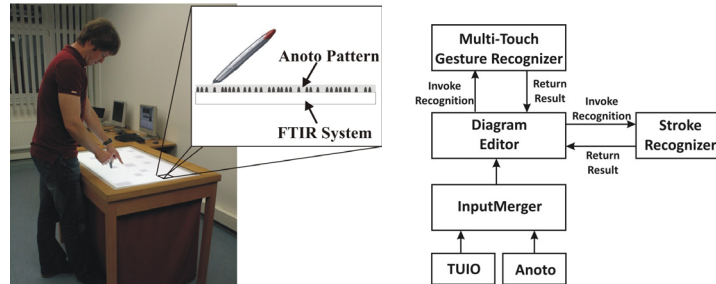 Anoto Pattern
FTIR System
Multi-Touch
Gesture Recognizer
Invoke
Recognition
Return
Result
Invoke
Recognition
Diagram
Editor
Stroke
Recognizer
Return
Result
InputMerger
TUIO
Anoto